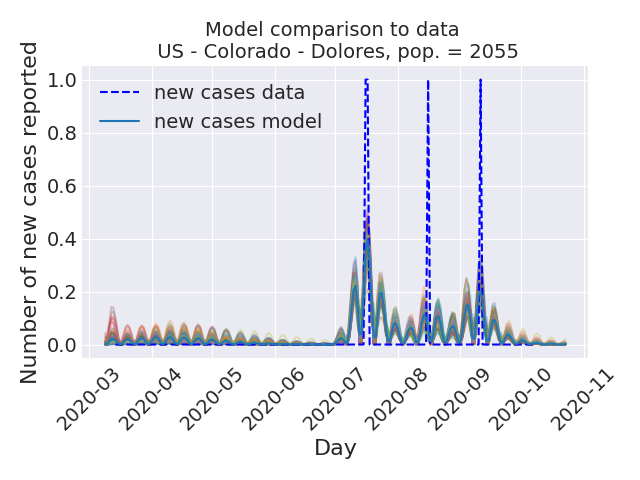 Model comparison to data
US - Colorado - Dolores, pop. = 2055
Number of new cases reported
1.0
0.8
0.6
0.4
0.2
0.0
new cases data
new cases model
2020-03
2020-04
2020-05
2020-06
2020-07
2020-08
2020-09
2020-10
2020-11
Day